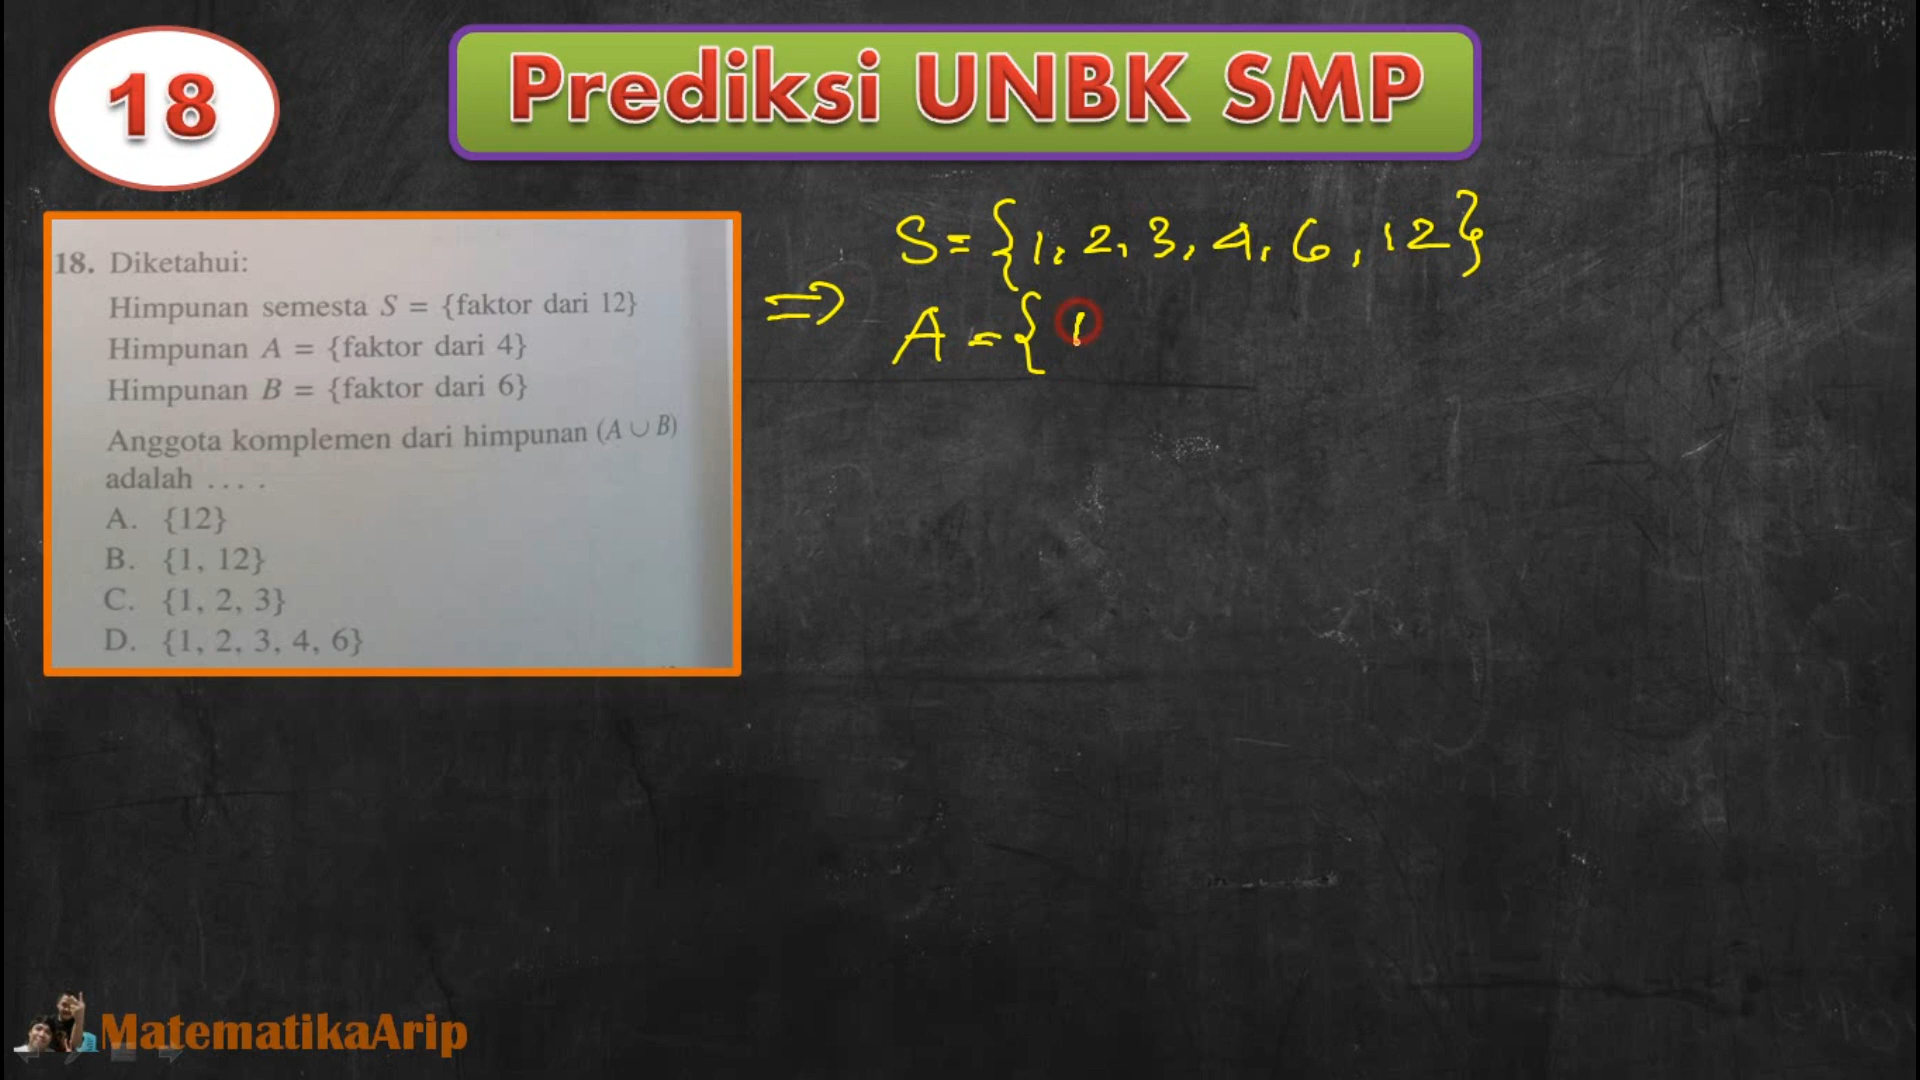 18
Prediksi UNBK SMP
18. Diketahui:
Himpunan semesta S = {faktor dari 12}
Himpunan A = {faktor dari 4}
Himpunan B = {faktor dari 6}
Anggota komplemen dari himpunan (A ∪ B)
adalah . . . .
A. {12}
B. {1, 12}
C. {1, 2, 3}
D. {1, 2, 3, 4, 6}
S = {1, 2, 3, 4, 6, 12}
⇒
A = { 1
MatematikaArip